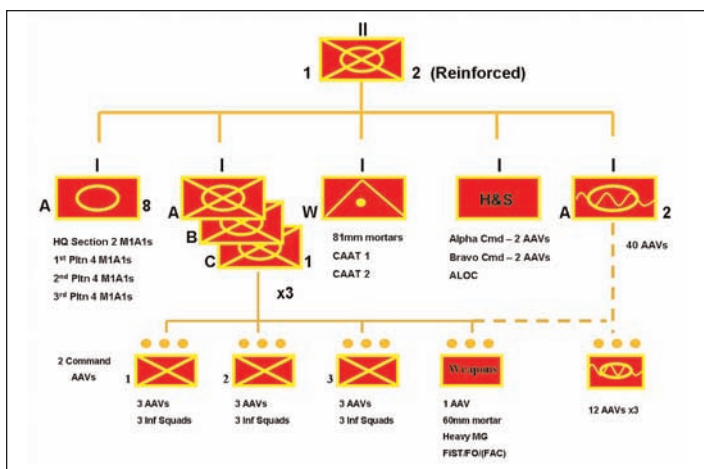 II
1 2 (Reinforced)
I I I I I
A 8
A
B
C 1
W
H&S
A 2
HQ Section 2 M1A1s
1st Pltn 4 M1A1s
2nd Pltn 4 M1A1s
3rd Pltn 4 M1A1s
x3
81mm mortars
CAAT 1
CAAT 2
Alpha Cmd – 2 AAVs
Bravo Cmd – 2 AAVs
ALOC
40 AAVs
2 Command
AAVs
1
3 AAVs
3 Inf Squads
2
3 AAVs
3 Inf Squads
3
3 AAVs
3 Inf Squads
Weapons
1 AAV
60mm mortar
Heavy MG
FiST/FO/(FAC)
12 AAVs x3